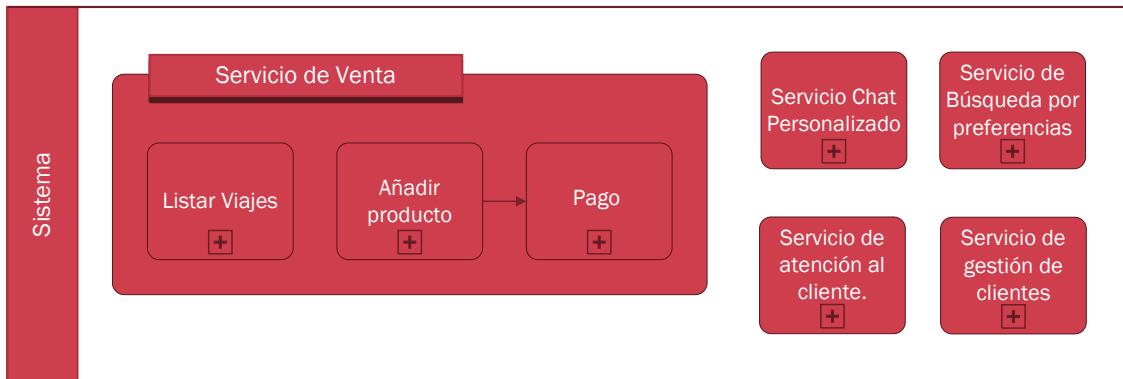 Sistema
Servicio de Venta
Listar Viajes
Añadir
producto
Pago
Servicio Chat
Personalizado
Servicio de
Búsqueda por
preferencias
Servicio de
atención al
cliente.
Servicio de
gestión de
clientes